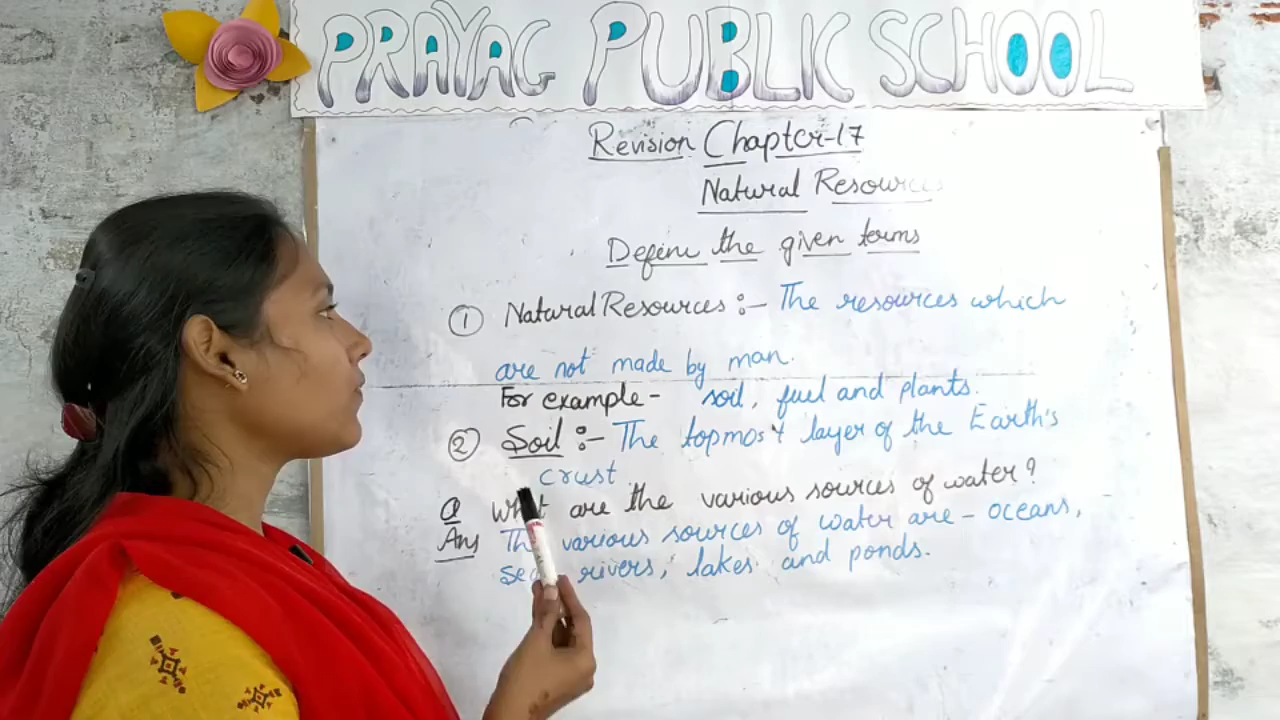 PRAYAG PUBLIC SCHOOL
Revision Chapter-17
Natural Resources
Define the given terms
① Natural Resources :- The resources which
are not made by man.
For example - soil, fuel and plants.
② Soil :- The topmost layer of the Earth's
crust
Q What are the various sources of water?
Ans The various sources of water are - oceans,
rivers, lakes and ponds.